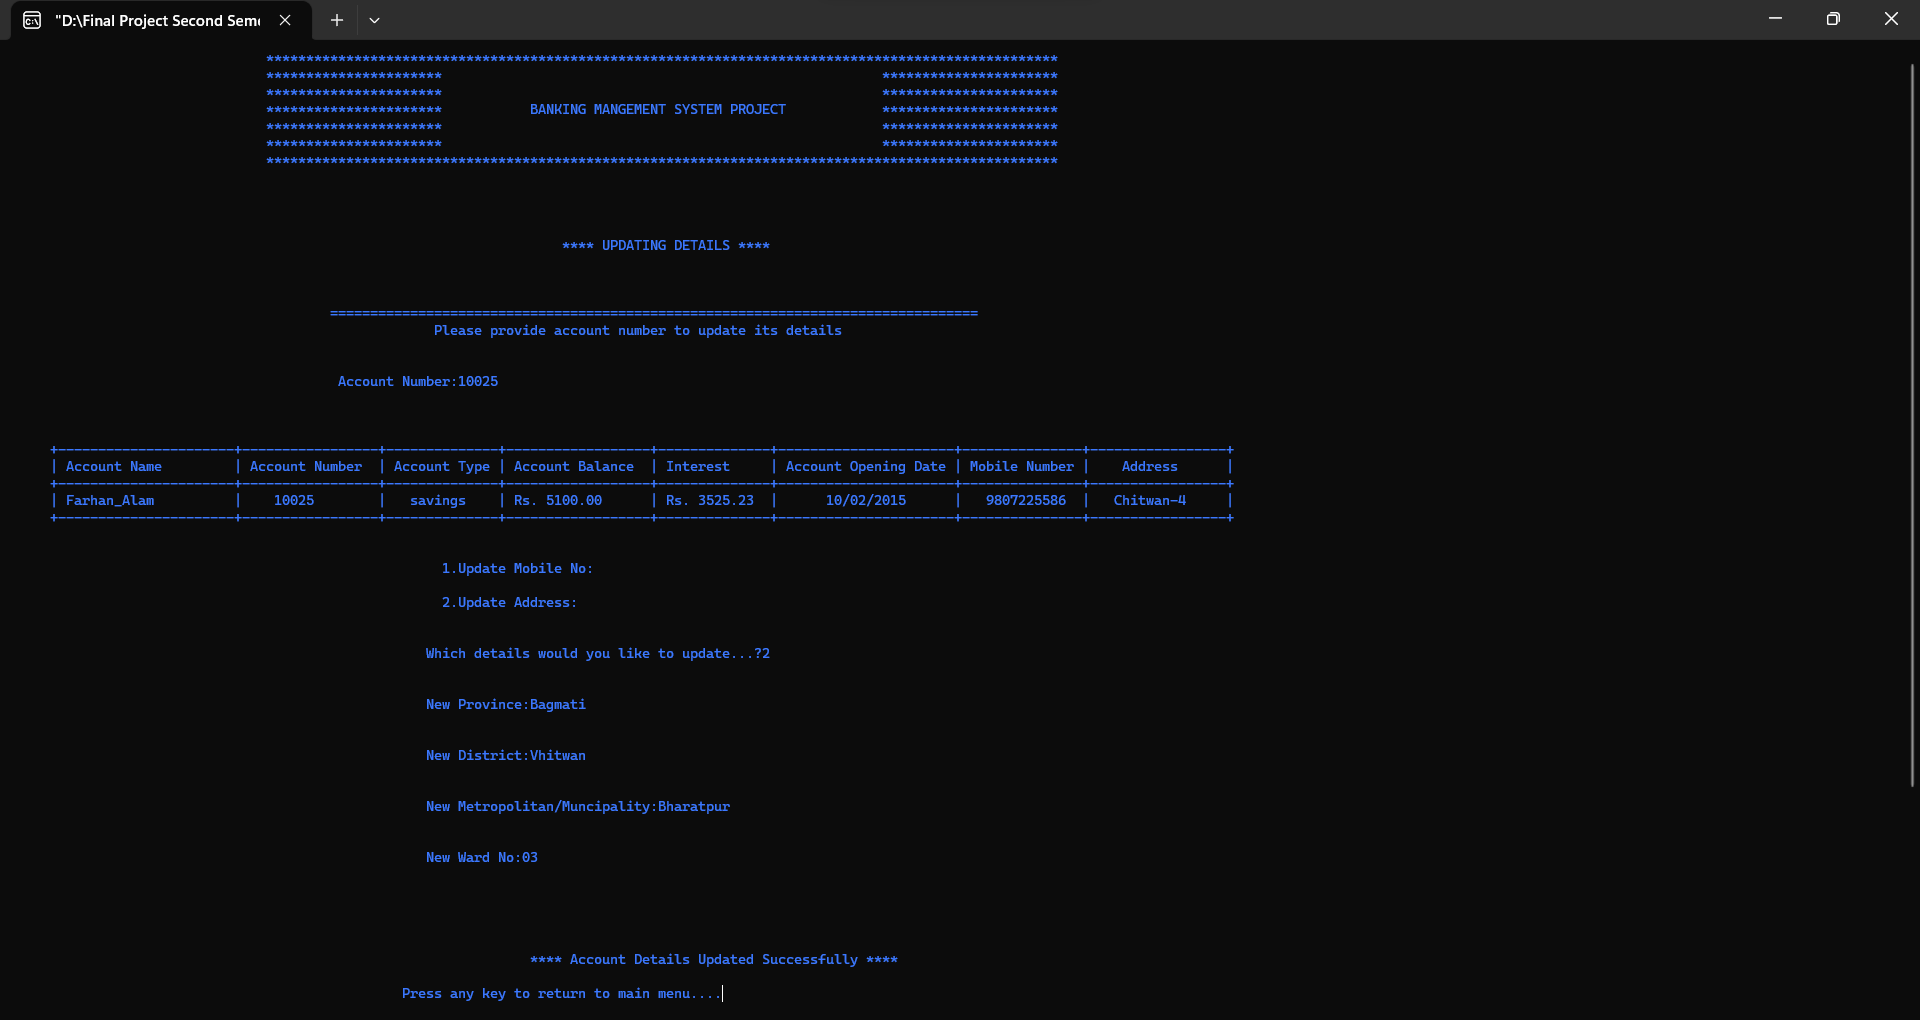 "D:\Final Project Second Seme
***************************************************************************************************
********************** **********************
********************** **********************
********************** BANKING MANGEMENT SYSTEM PROJECT **********************
********************** **********************
********************** **********************
***************************************************************************************************
**** UPDATING DETAILS ****
=================================================================================
Please provide account number to update its details
Account Number:10025
+----------------------+-----------------+--------------+------------------+--------------+----------------------+---------------+-----------------+
| Account Name | Account Number | Account Type | Account Balance | Interest | Account Opening Date | Mobile Number | Address |
+----------------------+-----------------+--------------+------------------+--------------+----------------------+---------------+-----------------+
| Farhan_Alam | 10025 | savings | Rs. 5100.00 | Rs. 3525.23 | 10/02/2015 | 9807225586 | Chitwan-4 |
+----------------------+-----------------+--------------+------------------+--------------+----------------------+---------------+-----------------+
1.Update Mobile No:
2.Update Address:
Which details would you like to update...?2
New Province:Bagmati
New District:Vhitwan
New Metropolitan/Muncipality:Bharatpur
New Ward No:03
**** Account Details Updated Successfully ****
Press any key to return to main menu....